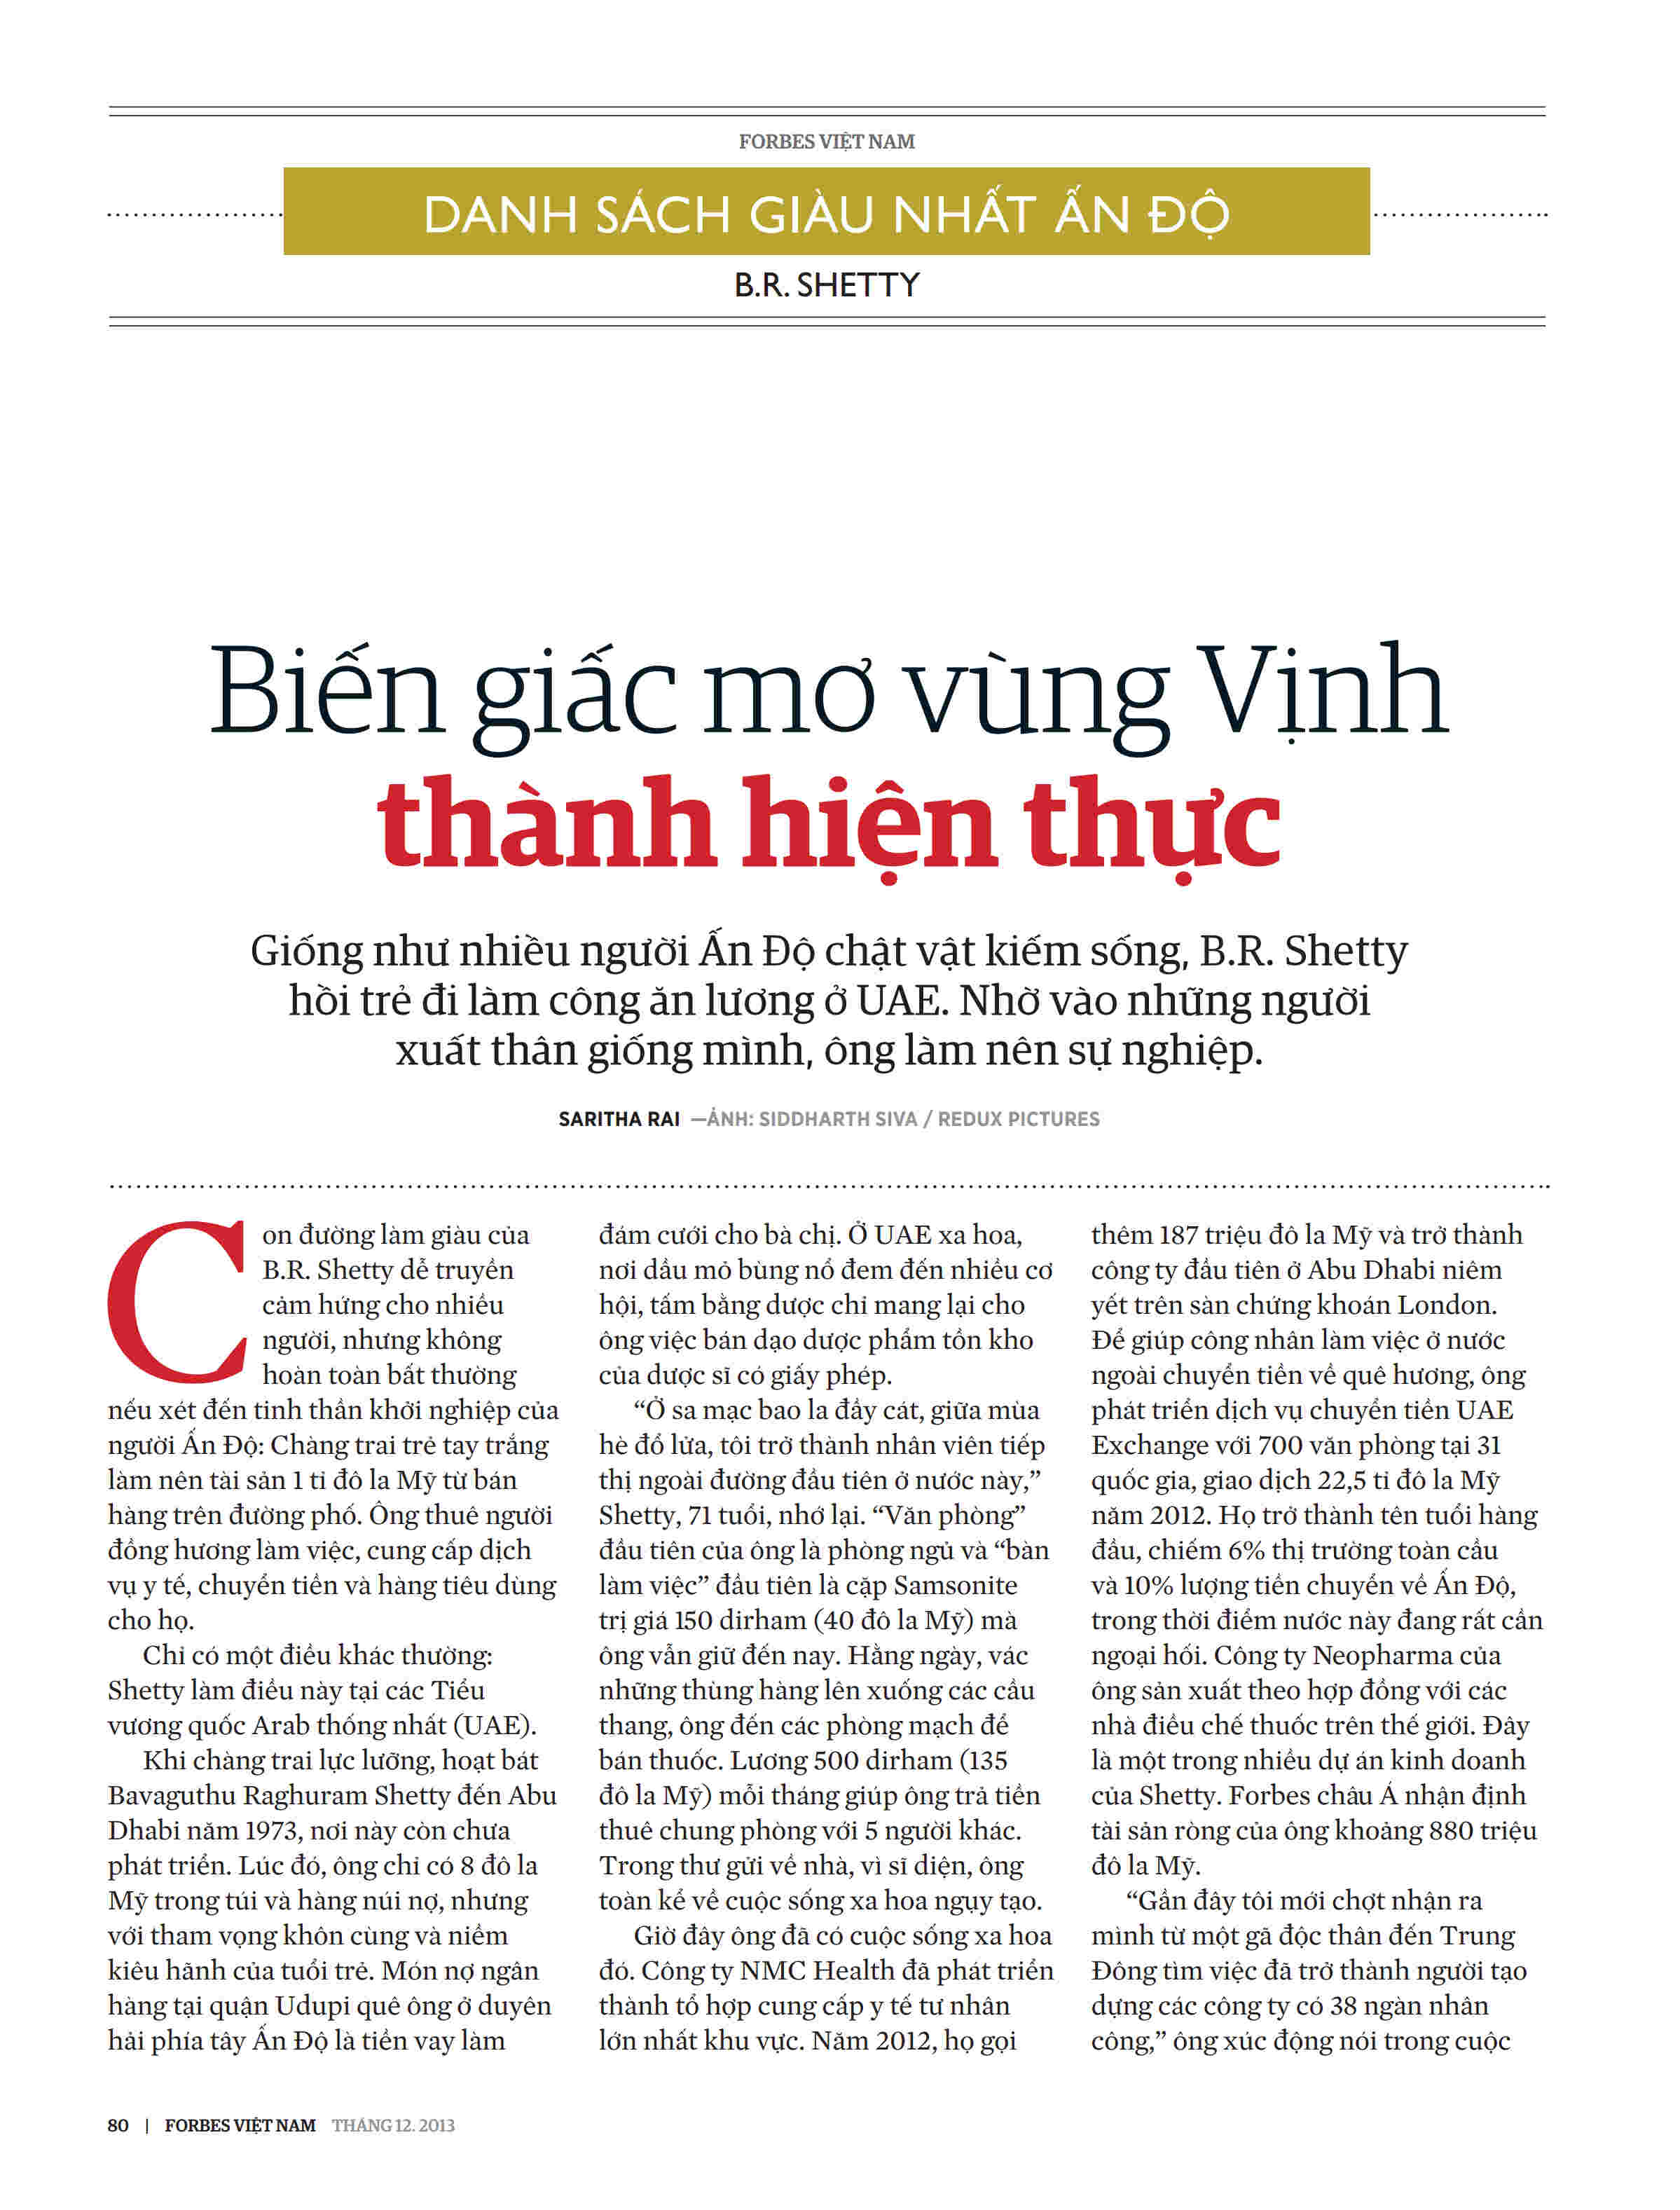 FORBES VIỆT NAM
DANH SÁCH GIÀU NHẤT ẤN ĐỘ
B.R. SHETTY
Biến giấc mơ vùng Vịnh
thành hiện thực
Giống như nhiều người Ấn Độ chật vật kiếm sống, B.R. Shetty
hồi trẻ đi làm công ăn lương ở UAE. Nhờ vào những người
xuất thân giống mình, ông làm nên sự nghiệp.
SARITHA RAI —ẢNH: SIDDHARTH SIVA / REDUX PICTURES
Con đường làm giàu của
B.R. Shetty dễ truyền
cảm hứng cho nhiều
người, nhưng không
hoàn toàn bất thường
nếu xét đến tinh thần khởi nghiệp của
người Ấn Độ: Chàng trai trẻ tay trắng
làm nên tài sản 1 tỉ đô la Mỹ từ bán
hàng trên đường phố. Ông thuê người
đồng hương làm việc, cung cấp dịch
vụ y tế, chuyển tiền và hàng tiêu dùng
cho họ.
Chỉ có một điều khác thường:
Shetty làm điều này tại các Tiểu
vương quốc Arab thống nhất (UAE).
Khi chàng trai lực lưỡng, hoạt bát
Bavaguthu Raghuram Shetty đến Abu
Dhabi năm 1973, nơi này còn chưa
phát triển. Lúc đó, ông chỉ có 8 đô la
Mỹ trong túi và hàng núi nợ, nhưng
với tham vọng khôn cùng và niềm
kiêu hãnh của tuổi trẻ. Món nợ ngân
hàng tại quận Udupi quê ông ở duyên
hải phía tây Ấn Độ là tiền vay làm
đám cưới cho bà chị. Ở UAE xa hoa,
nơi dầu mỏ bùng nổ đem đến nhiều cơ
hội, tấm bằng dược chỉ mang lại cho
ông việc bán dạo dược phẩm tồn kho
của dược sĩ có giấy phép.
“Ở sa mạc bao la đầy cát, giữa mùa
hè đổ lửa, tôi trở thành nhân viên tiếp
thị ngoài đường đầu tiên ở nước này,”
Shetty, 71 tuổi, nhớ lại. “Văn phòng”
đầu tiên của ông là phòng ngủ và “bàn
làm việc” đầu tiên là cặp Samsonite
trị giá 150 dirham (40 đô la Mỹ) mà
ông vẫn giữ đến nay. Hằng ngày, vác
những thùng hàng lên xuống các cầu
thang, ông đến các phòng mạch để
bán thuốc. Lương 500 dirham (135
đô la Mỹ) mỗi tháng giúp ông trả tiền
thuê chung phòng với 5 người khác.
Trong thư gửi về nhà, vì sĩ diện, ông
toàn kể về cuộc sống xa hoa ngụy tạo.
Giờ đây ông đã có cuộc sống xa hoa
đó. Công ty NMC Health đã phát triển
thành tổ hợp cung cấp y tế tư nhân
lớn nhất khu vực. Năm 2012, họ gọi
thêm 187 triệu đô la Mỹ và trở thành
công ty đầu tiên ở Abu Dhabi niêm
yết trên sàn chứng khoán London.
Để giúp công nhân làm việc ở nước
ngoài chuyển tiền về quê hương, ông
phát triển dịch vụ chuyển tiền UAE
Exchange với 700 văn phòng tại 31
quốc gia, giao dịch 22,5 tỉ đô la Mỹ
năm 2012. Họ trở thành tên tuổi hàng
đầu, chiếm 6% thị trường toàn cầu
và 10% lượng tiền chuyển về Ấn Độ,
trong thời điểm nước này đang rất cần
ngoại hối. Công ty Neopharma của
ông sản xuất theo hợp đồng với các
nhà điều chế thuốc trên thế giới. Đây
là một trong nhiều dự án kinh doanh
của Shetty. Forbes châu Á nhận định
tài sản ròng của ông khoảng 880 triệu
đô la Mỹ.
“Gần đây tôi mới chợt nhận ra
mình từ một gã độc thân đến Trung
Đông tìm việc đã trở thành người tạo
dựng các công ty có 38 ngàn nhân
công,” ông xúc động nói trong cuộc
80 | FORBES VIỆT NAM THÁNG 12. 2013